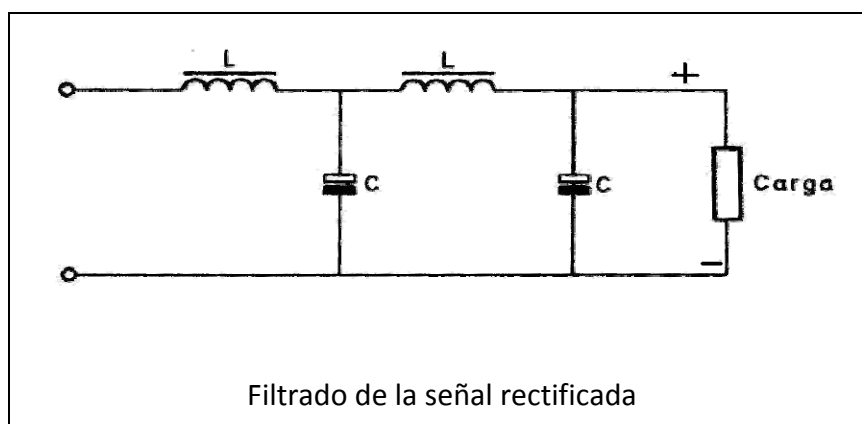 L L
+
C C Carga
−
Filtrado de la señal rectificada